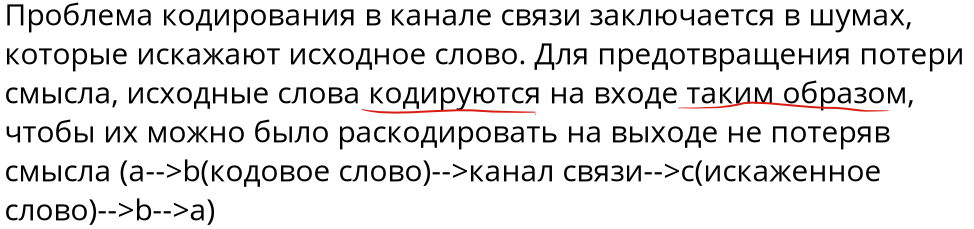 Проблема кодирования в канале связи заключается в шумах,
которые искажают исходное слово. Для предотвращения потери
смысла, исходные слова кодируются на входе таким образом,
чтобы их можно было раскодировать на выходе не потеряв
смысла (a-->b(кодовое слово)-->канал связи-->c(искаженное
слово)-->b-->a)